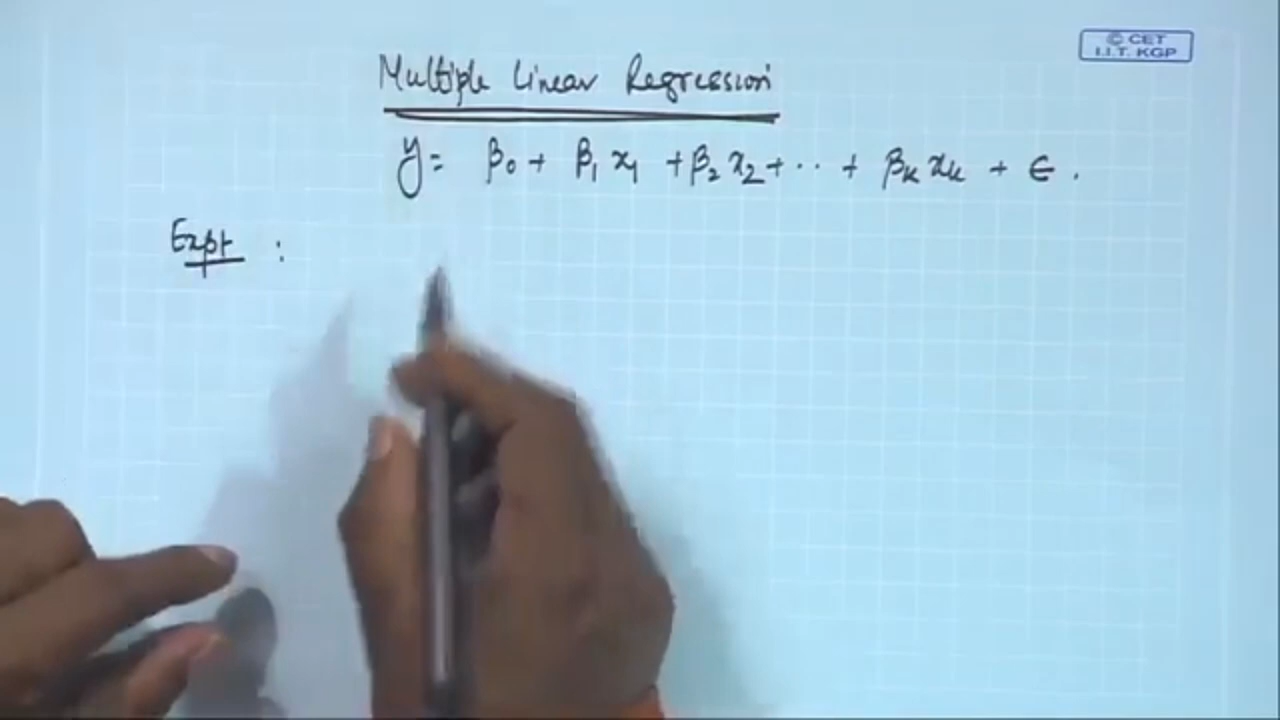 © CET
I.I.T. KGP
Multiple Linear Regression
y = β₀ + β₁ x₁ + β₂ x₂ + ·· + βₖ xₖ + ϵ .
Expt :